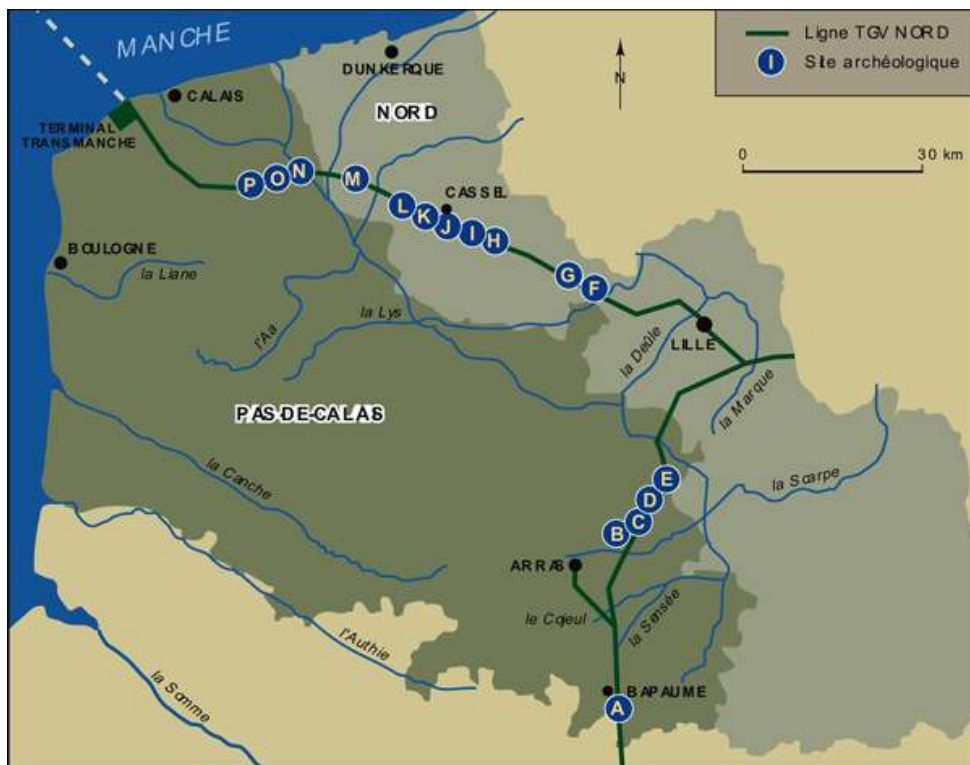 MANCHE
Ligne TGV NORD
I
Site archéologique
DUNKERQUE
N
CALAIS
NORD
TERMINAL
TRANSMANCHE
0
30 km
P
O
N
M
CASSEL
L
K
J
I
H
BOULOGNE
la Liane
G
F
la Lys
l'Aa
LILLE
la Deûle
la Marque
PAS-DE-CALAIS
la Canche
la Scarpe
E
D
C
B
ARRAS
le Cojeul
la Sensée
l'Authie
la Somme
BAPAUME
A